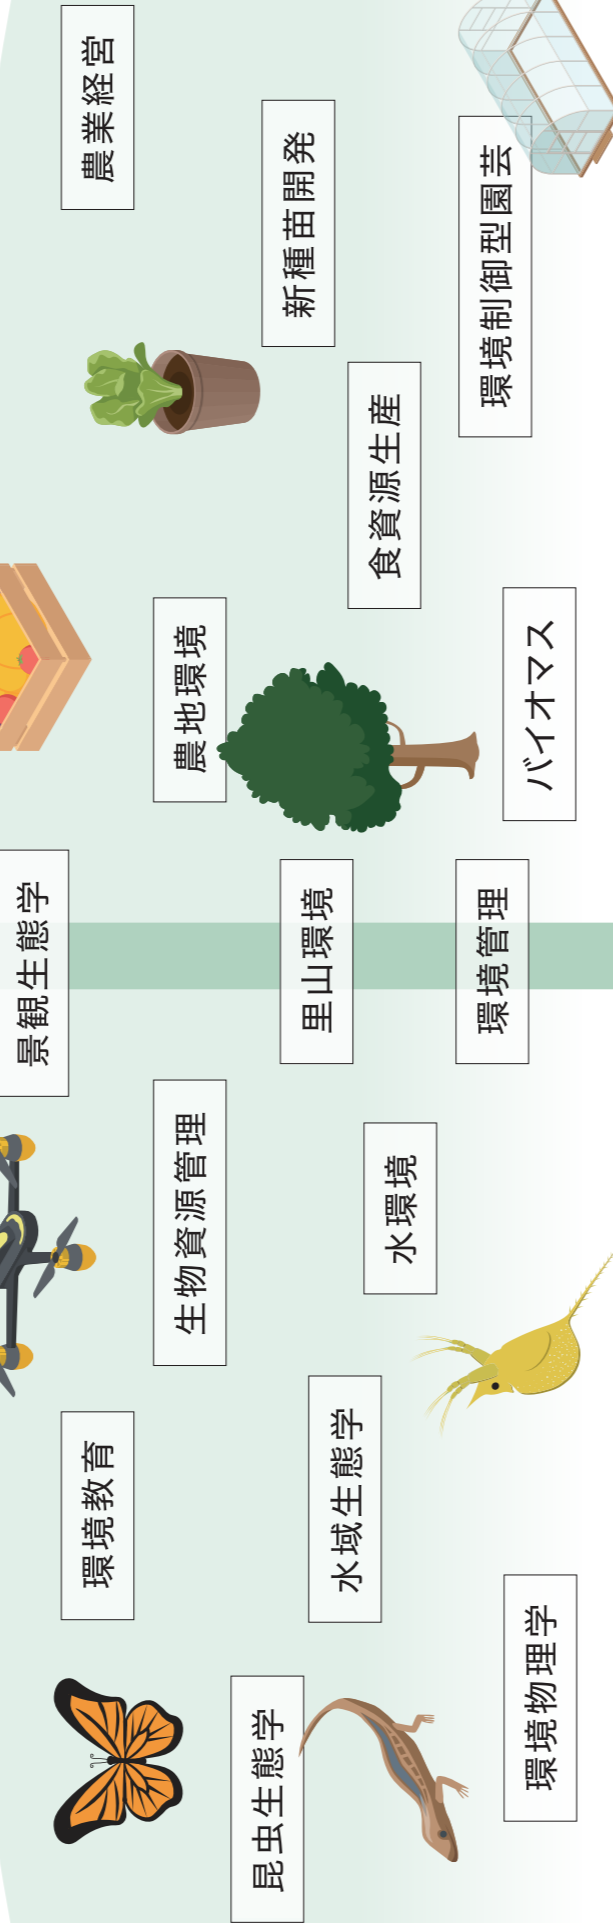 景観生態学
環境教育
農業経営
生物資源管理
農地環境
昆虫生態学
新種苗開発
里山環境
水域生態学
食資源生産
水環境
環境管理
環境制御型園芸
環境物理学
バイオマス